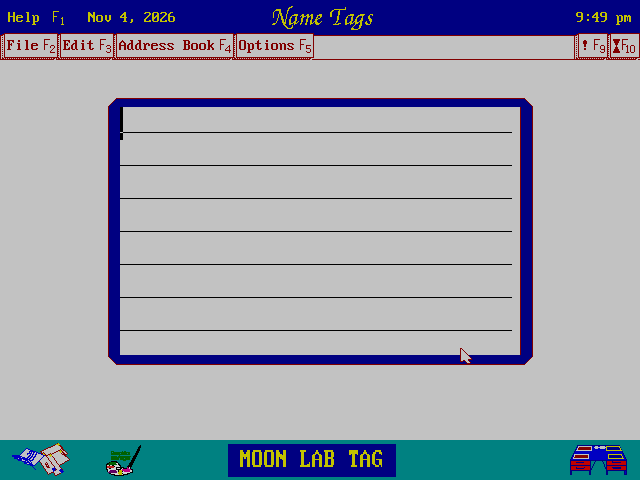 Help F1 Nov 4, 2026 Name Tags 9:49 pm
File F2 Edit F3 Address Book F4 Options F5 ! F9 F10
MOON LAB TAG